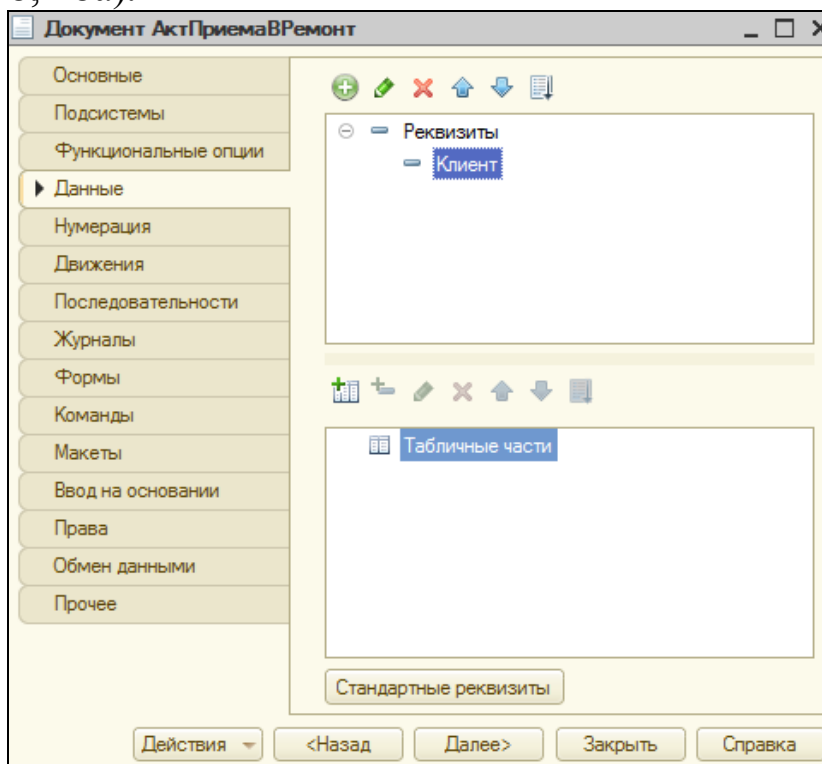 Документ АктПриемаВРемонт
Основные
Подсистемы
Функциональные опции
Данные
Нумерация
Движения
Последовательности
Журналы
Формы
Команды
Макеты
Ввод на основании
Права
Обмен данными
Прочее
Реквизиты
Клиент
Табличные части
Стандартные реквизиты
Действия
<Назад
Далее>
Закрыть
Справка